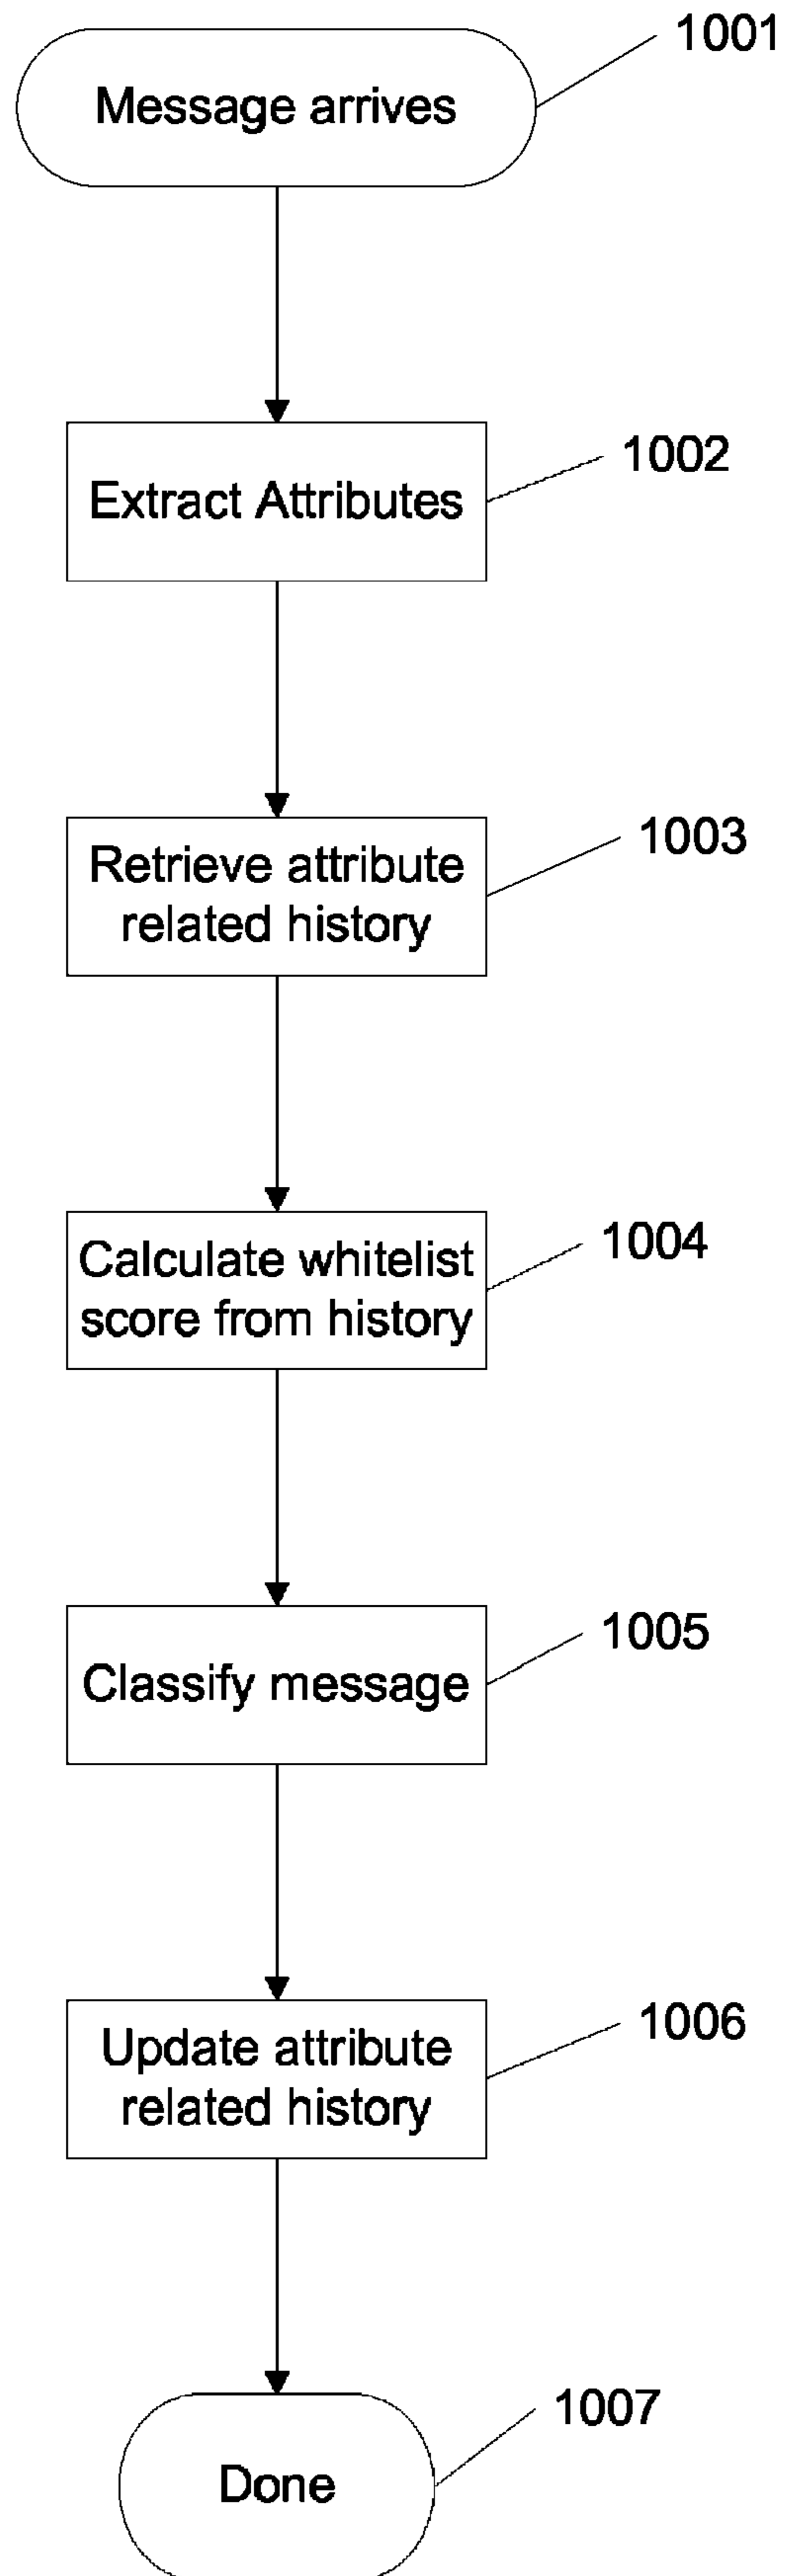 1001
Message arrives
1002
Extract Attributes
1003
Retrieve attribute
related history
1004
Calculate whitelist
score from history
1005
Classify message
1006
Update attribute
related history
1007
Done